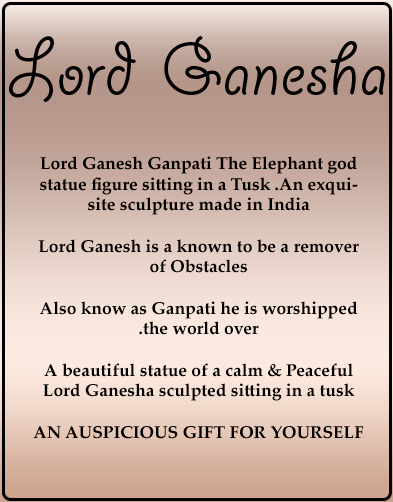 Lord Ganesha
Lord Ganesh Ganpati The Elephant god
statue figure sitting in a Tusk .An exqui-
site sculpture made in India
Lord Ganesh is a known to be a remover
of Obstacles
Also know as Ganpati he is worshipped
.the world over
A beautiful statue of a calm & Peaceful
Lord Ganesha sculpted sitting in a tusk
AN AUSPICIOUS GIFT FOR YOURSELF